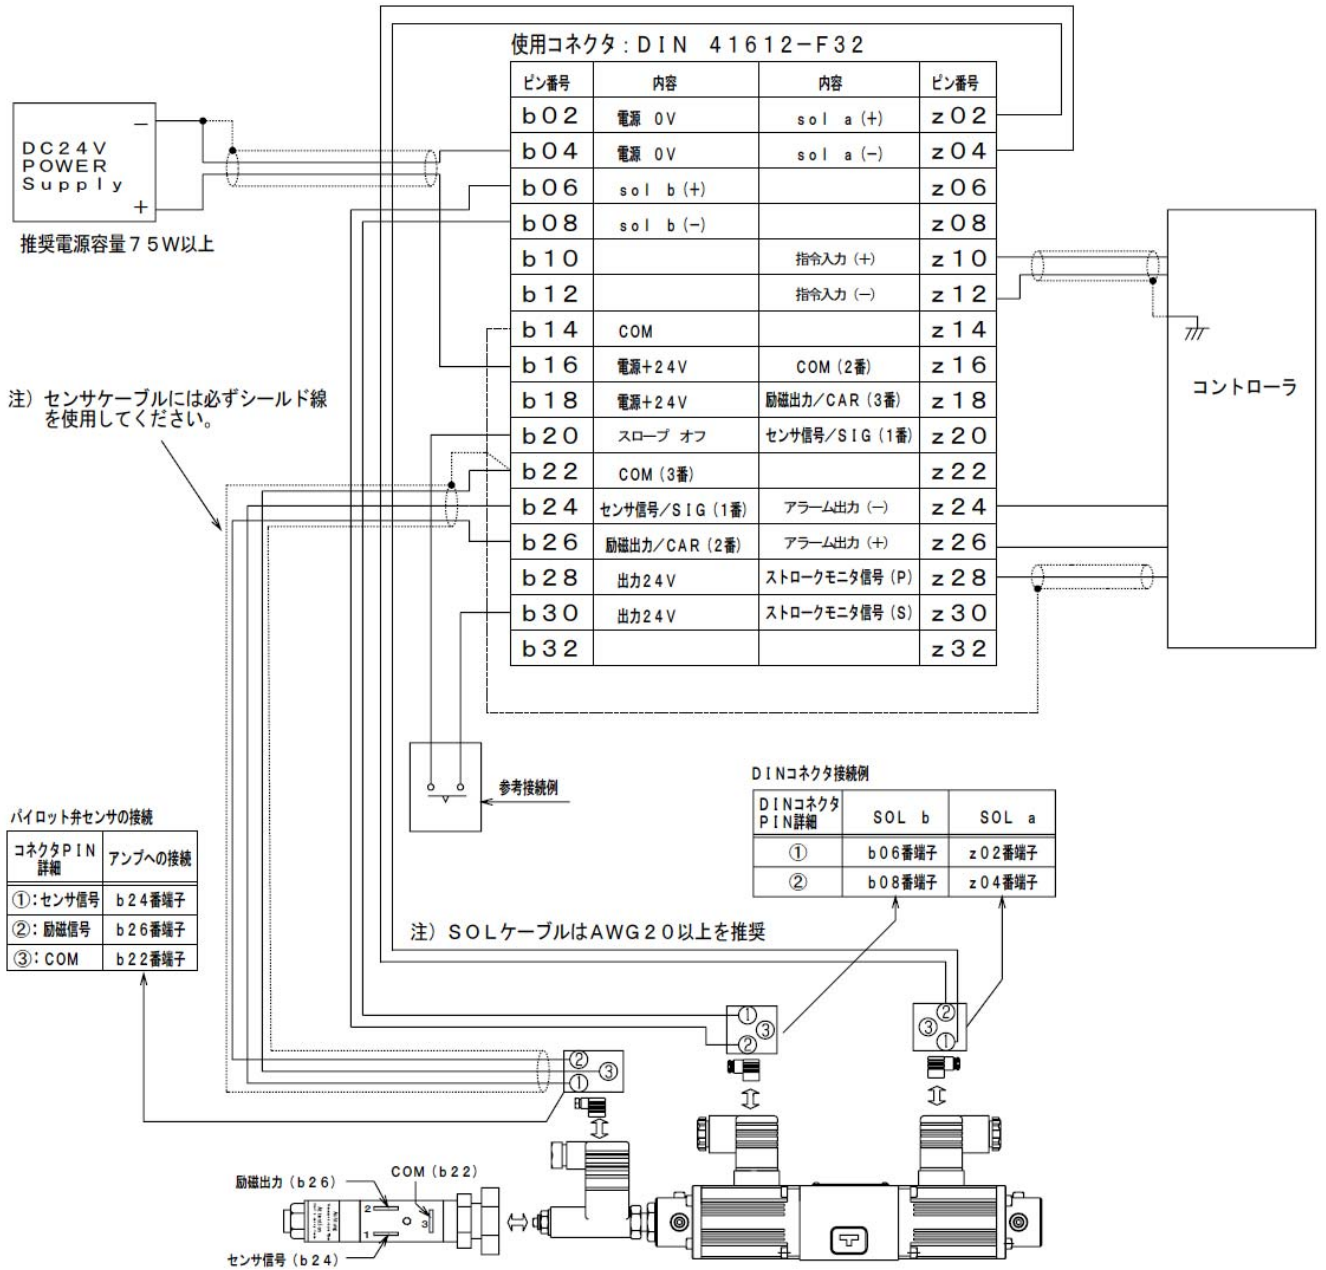 使用コネクタ：ＤＩＮ ４１６１２－Ｆ３２
ピン番号 内容 内容 ピン番号
ｂ０２ 電源 ０Ｖ ｓｏｌ ａ（＋） ｚ０２
ｂ０４ 電源 ０Ｖ ｓｏｌ ａ（－） ｚ０４
ｂ０６ ｓｏｌ ｂ（＋） ｚ０６
ｂ０８ ｓｏｌ ｂ（－） ｚ０８
ｂ１０ 指令入力（＋） ｚ１０
ｂ１２ 指令入力（－） ｚ１２
ｂ１４ ＣＯＭ ｚ１４
ｂ１６ 電源＋２４Ｖ ＣＯＭ（２番） ｚ１６
ｂ１８ 電源＋２４Ｖ 励磁出力／ＣＡＲ（３番） ｚ１８
ｂ２０ スロープ オフ センサ信号／ＳＩＧ（１番） ｚ２０
ｂ２２ ＣＯＭ（３番） ｚ２２
ｂ２４ センサ信号／ＳＩＧ（１番） アラーム出力（－） ｚ２４
ｂ２６ 励磁出力／ＣＡＲ（２番） アラーム出力（＋） ｚ２６
ｂ２８ 出力２４Ｖ ストロークモニタ信号（Ｐ） ｚ２８
ｂ３０ 出力２４Ｖ ストロークモニタ信号（Ｓ） ｚ３０
ｂ３２ ｚ３２
－
ＤＣ２４Ｖ
ＰＯＷＥＲ
Ｓｕｐｐｌｙ
＋
推奨電源容量７５Ｗ以上
コントローラ
注）センサケーブルには必ずシールド線
を使用してください。
参考接続例
ＤＩＮコネクタ接続例
ＤＩＮコネクタ
ＰＩＮ詳細 ＳＯＬ ｂ ＳＯＬ ａ
① ｂ０６番端子 ｚ０２番端子
② ｂ０８番端子 ｚ０４番端子
パイロット弁センサの接続
コネクタＰＩＮ
詳細 アンプへの接続
①：センサ信号 ｂ２４番端子
②：励磁信号 ｂ２６番端子
③：ＣＯＭ ｂ２２番端子
注）ＳＯＬケーブルはＡＷＧ２０以上を推奨
①
③
②
②
③
①
②
③
①
励磁出力（ｂ２６）
ＣＯＭ（ｂ２２）
2
3
1
センサ信号（ｂ２４）